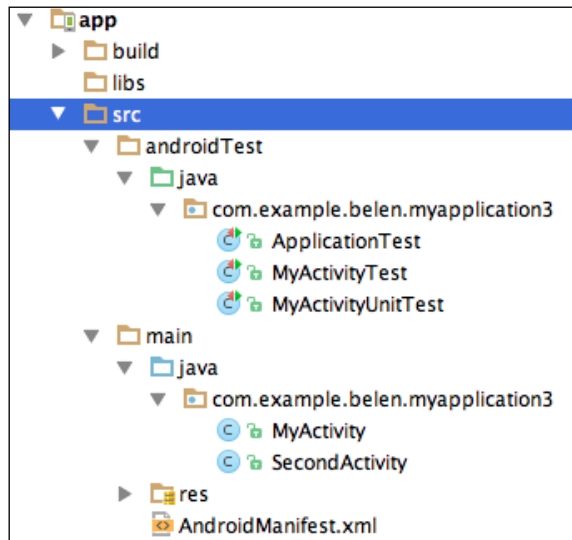 app
build
libs
src
androidTest
java
com.example.belen.myapplication3
ApplicationTest
MyActivityTest
MyActivityUnitTest
main
java
com.example.belen.myapplication3
MyActivity
SecondActivity
res
AndroidManifest.xml